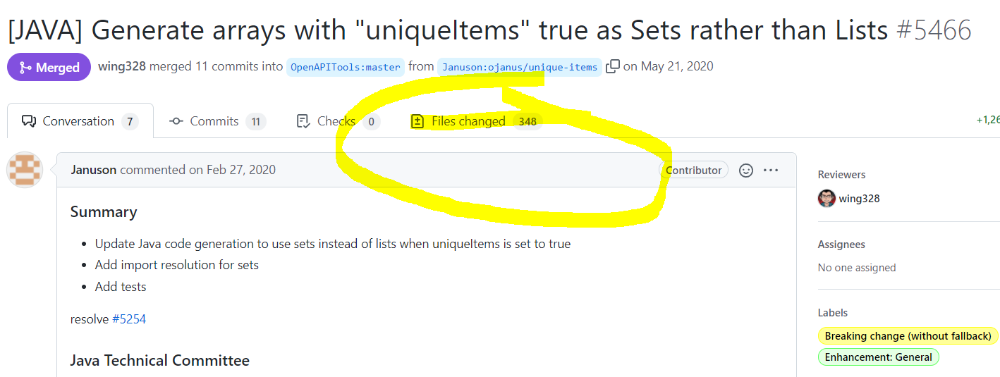 [JAVA] Generate arrays with "uniqueItems" true as Sets rather than Lists #5466
Merged wing328 merged 11 commits into OpenAPITools:master from Januson:ojanus/unique-items on May 21, 2020
Conversation 7 Commits 11 Checks 0 Files changed 348 +1,26
Januson commented on Feb 27, 2020 Contributor
Summary
• Update Java code generation to use sets instead of lists when uniqueItems is set to true
• Add import resolution for sets
• Add tests
resolve #5254
Java Technical Committee
Reviewers
wing328
Assignees
No one assigned
Labels
Breaking change (without fallback)
Enhancement: General